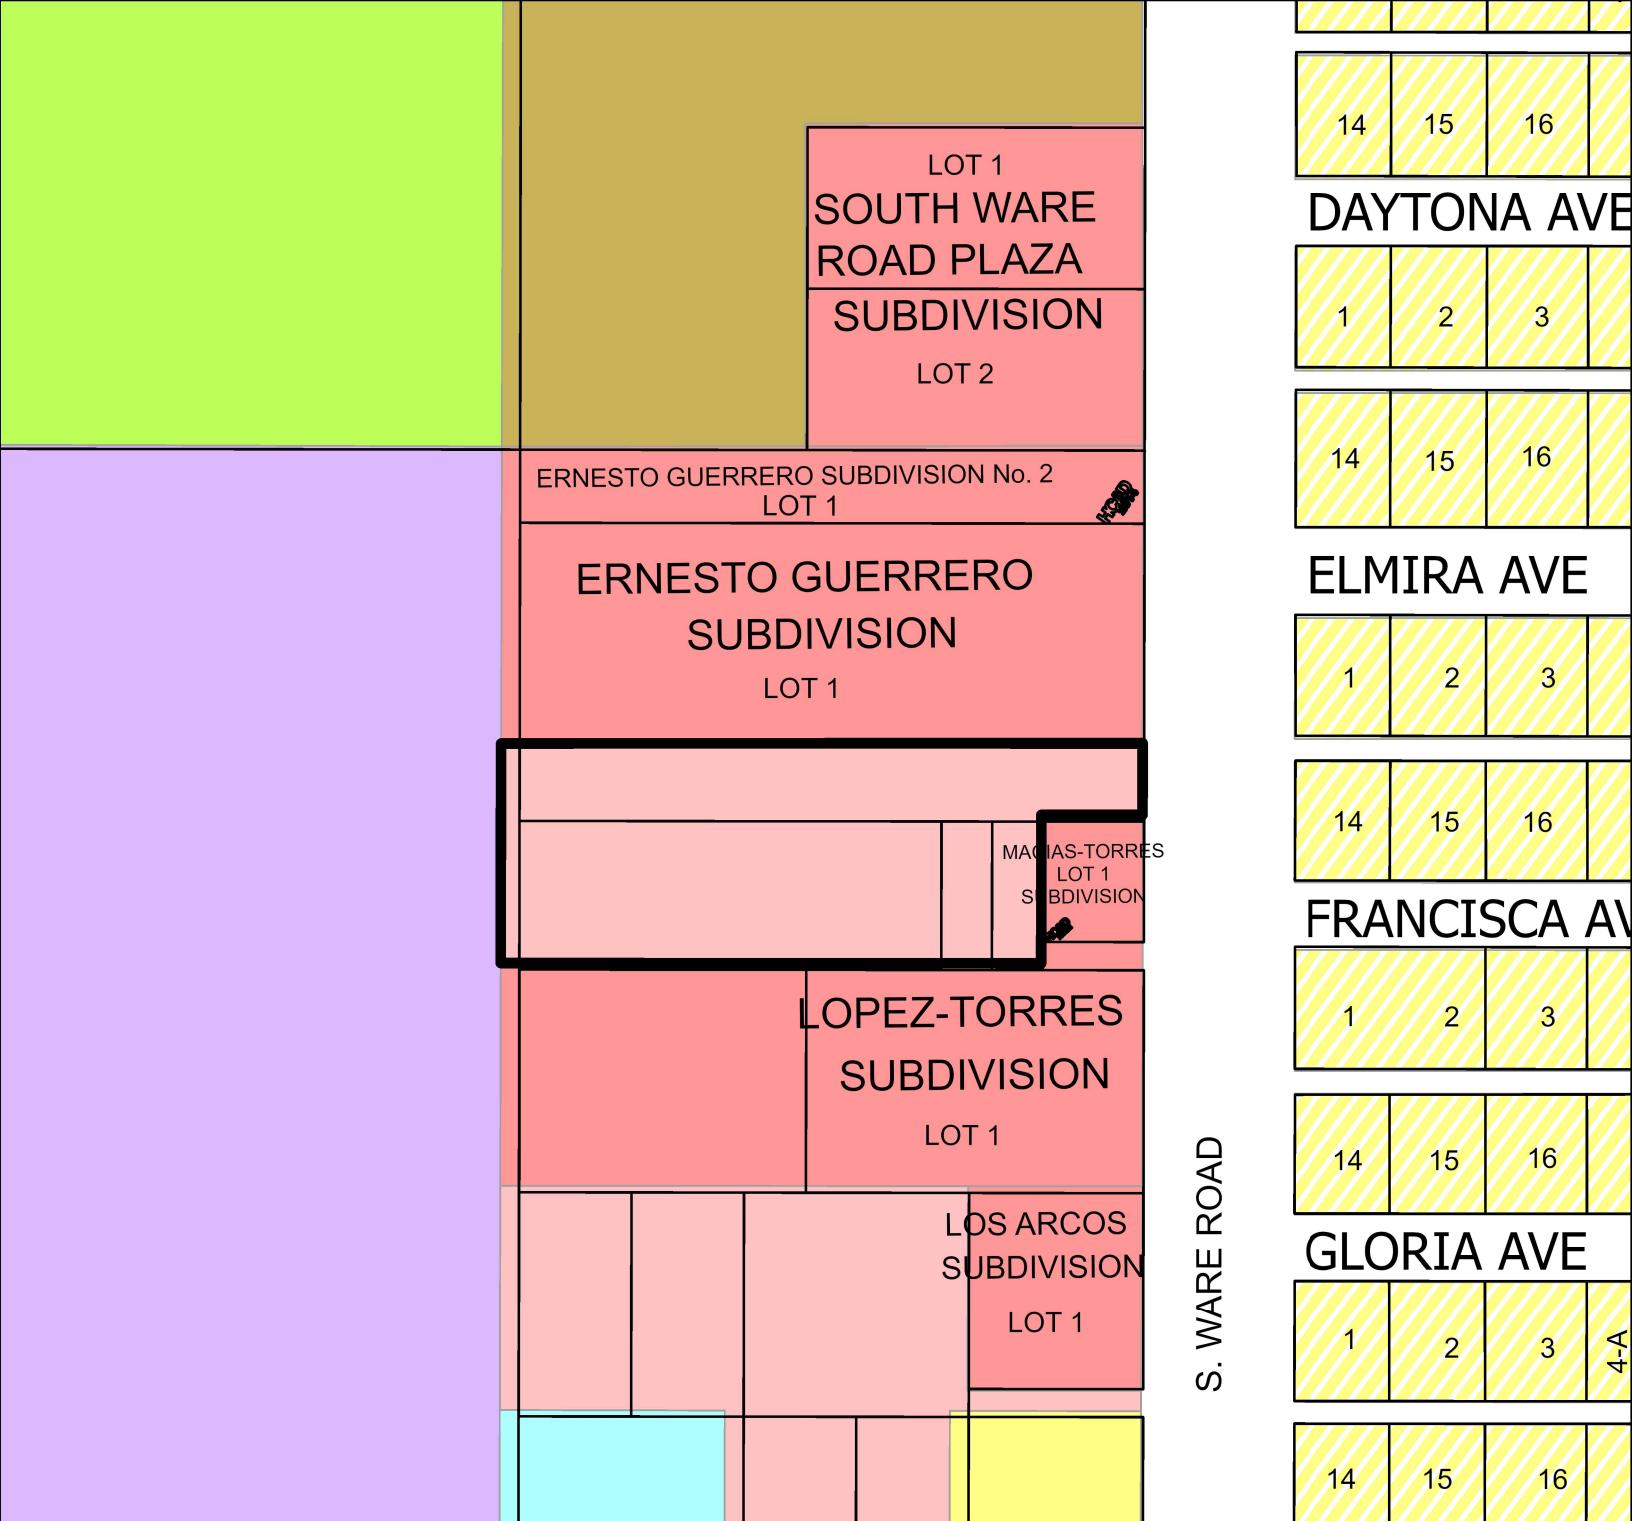 14 15 16
DAYTONA AVE
LOT 1
SOUTH WARE
ROAD PLAZA
SUBDIVISION
LOT 2
1 2 3
14 15 16
ERNESTO GUERRERO SUBDIVISION No. 2
LOT 1
ERNESTO GUERRERO
SUBDIVISION
LOT 1
ELMIRA AVE
1 2 3
14 15 16
MACIAS-TORRES
LOT 1
SUBDIVISION
FRANCISCA AV
1 2 3
LOPEZ-TORRES
SUBDIVISION
LOT 1
14 15 16
S. WARE ROAD
LOS ARCOS
SUBDIVISION
LOT 1
GLORIA AVE
1 2 3 4-A
14 15 16